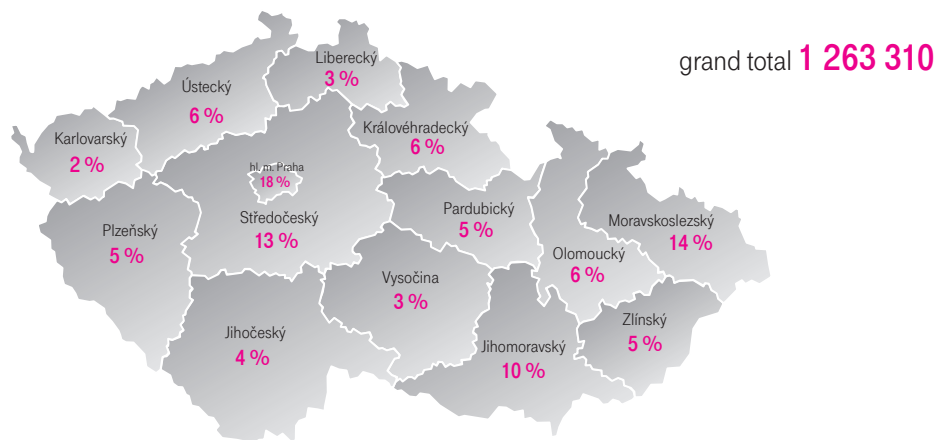 grand total 1 263 310
Liberecký
3 %
Ústecký
6 %
Karlovarský
2 %
Královéhradecký
6 %
hl. m. Praha
18 %
Středočeský
13 %
Plzeňský
5 %
Pardubický
5 %
Moravskoslezský
14 %
Olomoucký
6 %
Vysočina
3 %
Zlínský
5 %
Jihočeský
4 %
Jihomoravský
10 %